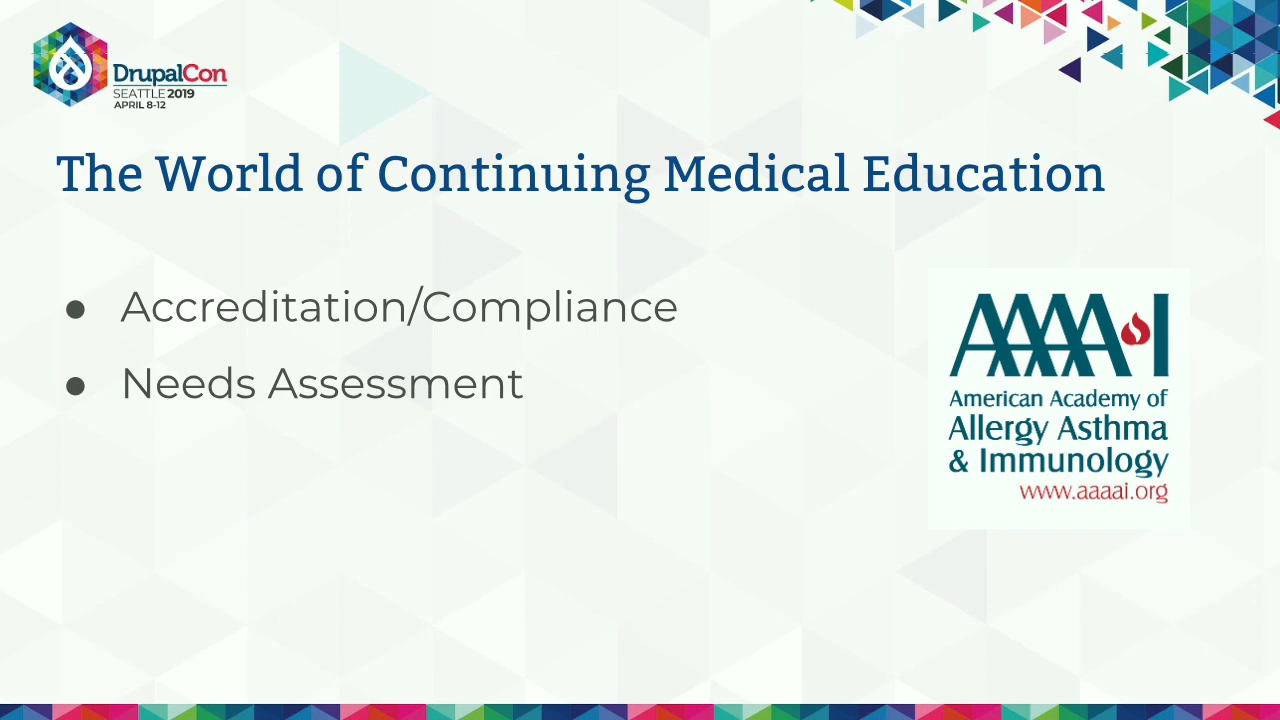 DrupalCon
SEATTLE 2019
APRIL 8-12
The World of Continuing Medical Education
● Accreditation/Compliance
● Needs Assessment
AAAAI
American Academy of
Allergy Asthma
& Immunology
www.aaaai.org